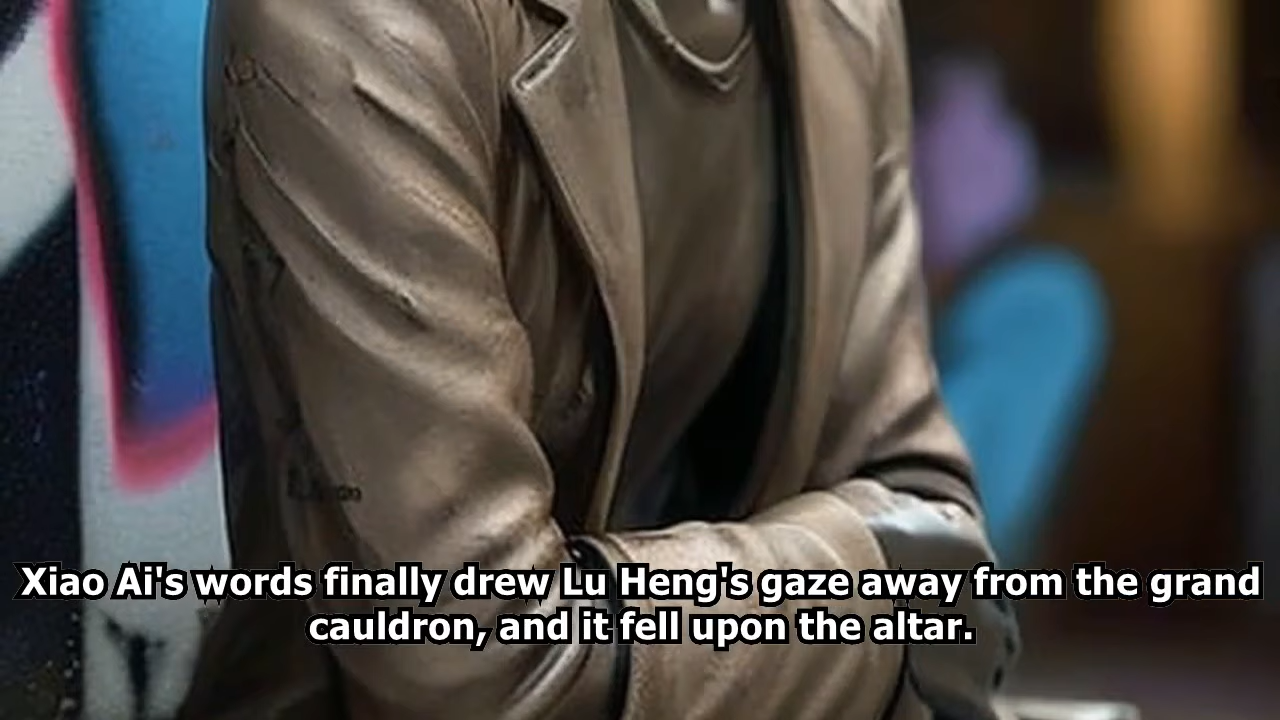 Xiao Ai's words finally drew Lu Heng's gaze away from the grand
cauldron, and it fell upon the altar.